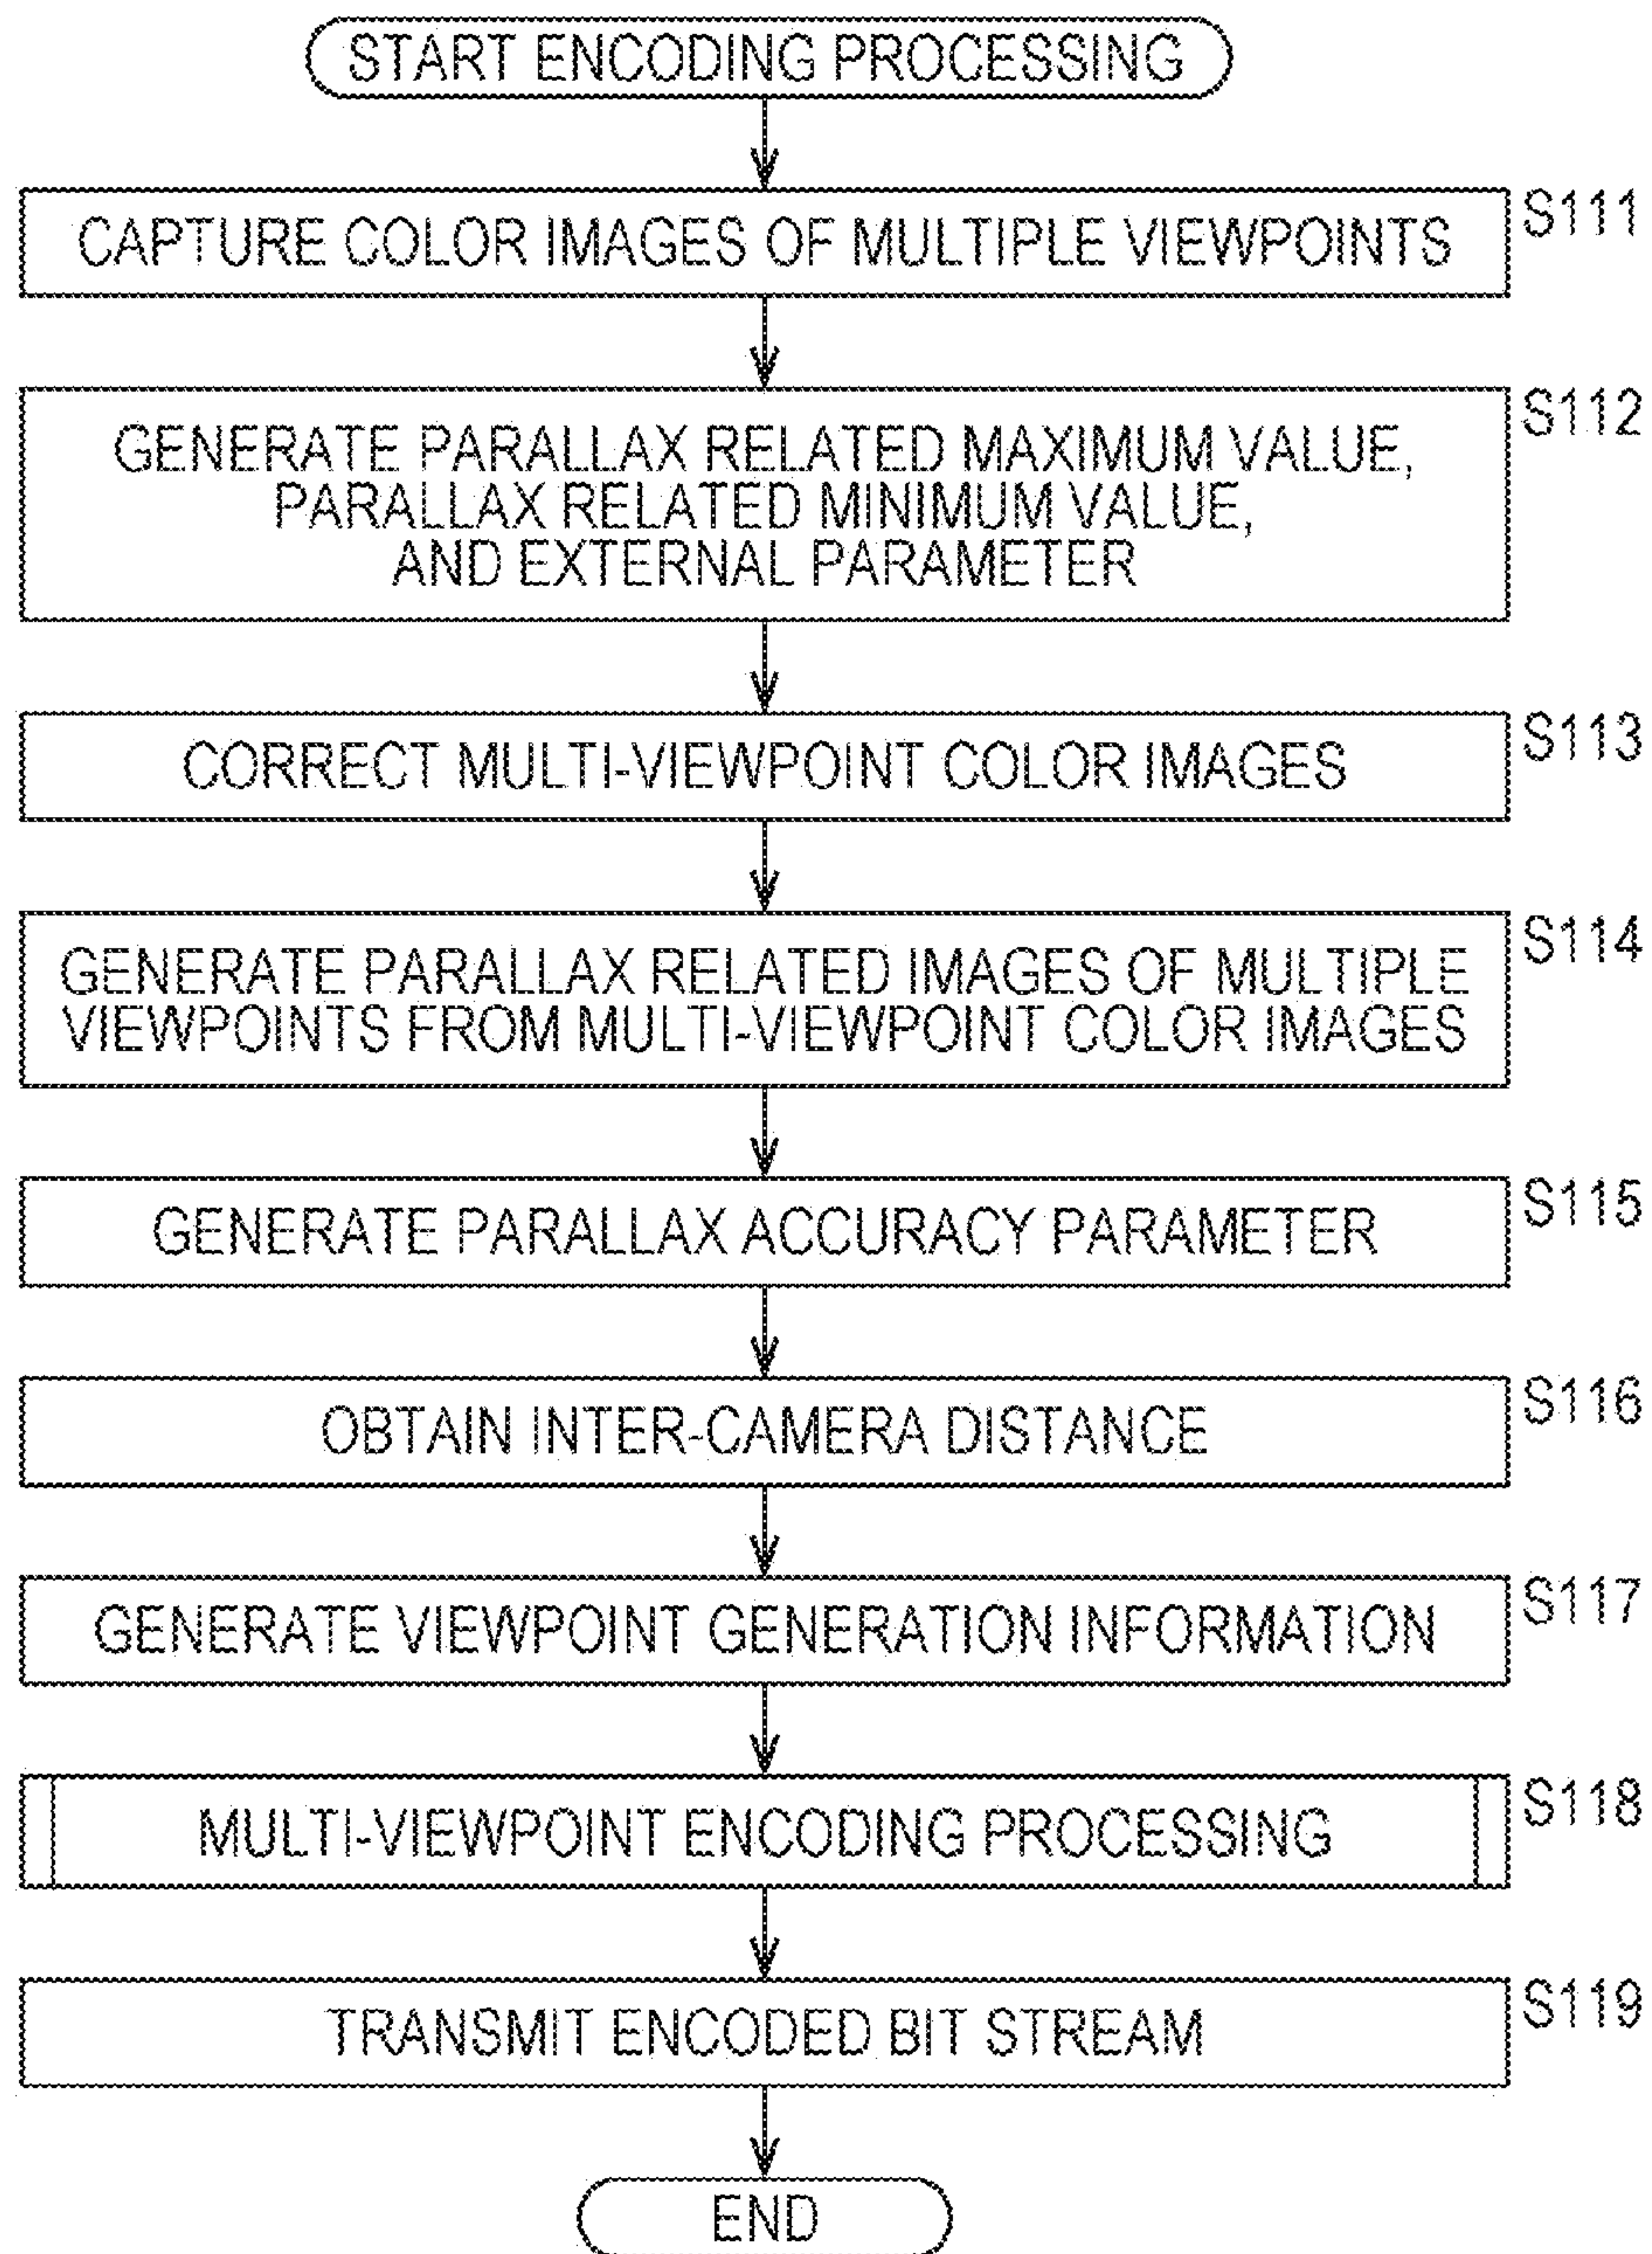 START ENCODING PROCESSING
CAPTURE COLOR IMAGES OF MULTIPLE VIEWPOINTS
S111
GENERATE PARALLAX RELATED MAXIMUM VALUE,
PARALLAX RELATED MINIMUM VALUE,
AND EXTERNAL PARAMETER
S112
CORRECT MULTI-VIEWPOINT COLOR IMAGES
S113
GENERATE PARALLAX RELATED IMAGES OF MULTIPLE
VIEWPOINTS FROM MULTI-VIEWPOINT COLOR IMAGES
S114
GENERATE PARALLAX ACCURACY PARAMETER
S115
OBTAIN INTER-CAMERA DISTANCE
S116
GENERATE VIEWPOINT GENERATION INFORMATION
S117
MULTI-VIEWPOINT ENCODING PROCESSING
S118
TRANSMIT ENCODED BIT STREAM
S119
END